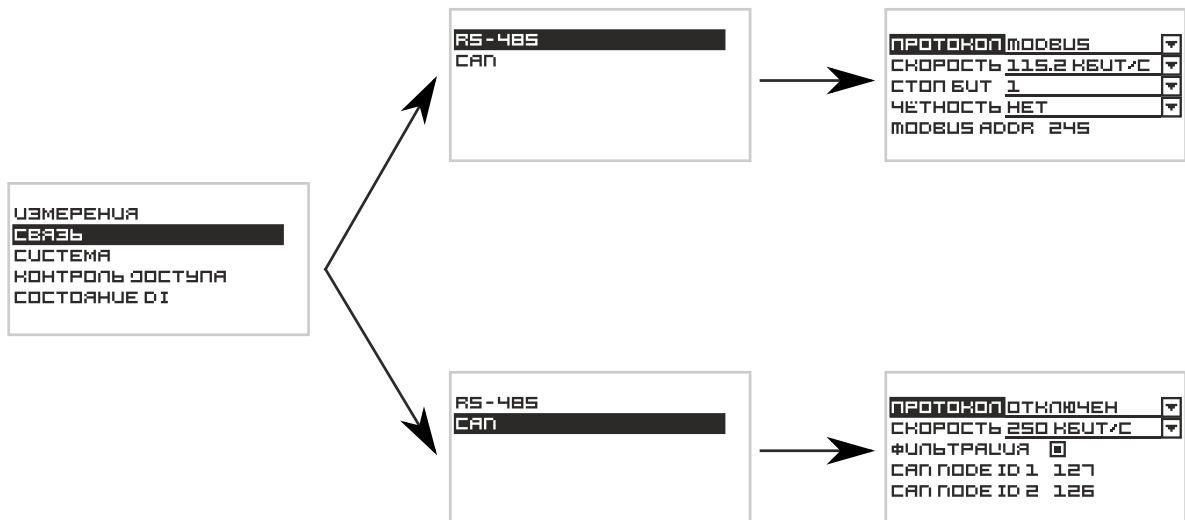 ИЗМЕРЕНИЯ
СВЯЗЬ
СИСТЕМА
КОНТРОЛЬ ДОСТУПА
СОСТОЯНИЕ DI
RS-485
CAN
ПРОТОКОЛ MODBUS
СКОРОСТЬ 115.2 КБИТ/С
СТОП БИТ 1
ЧЁТНОСТЬ НЕТ
MODBUS ADDR 245
RS-485
CAN
ПРОТОКОЛ ОТКЛЮЧЕН
СКОРОСТЬ 250 КБИТ/С
ФИЛЬТРАЦИЯ
CAN NODE ID 1 127
CAN NODE ID 2 126